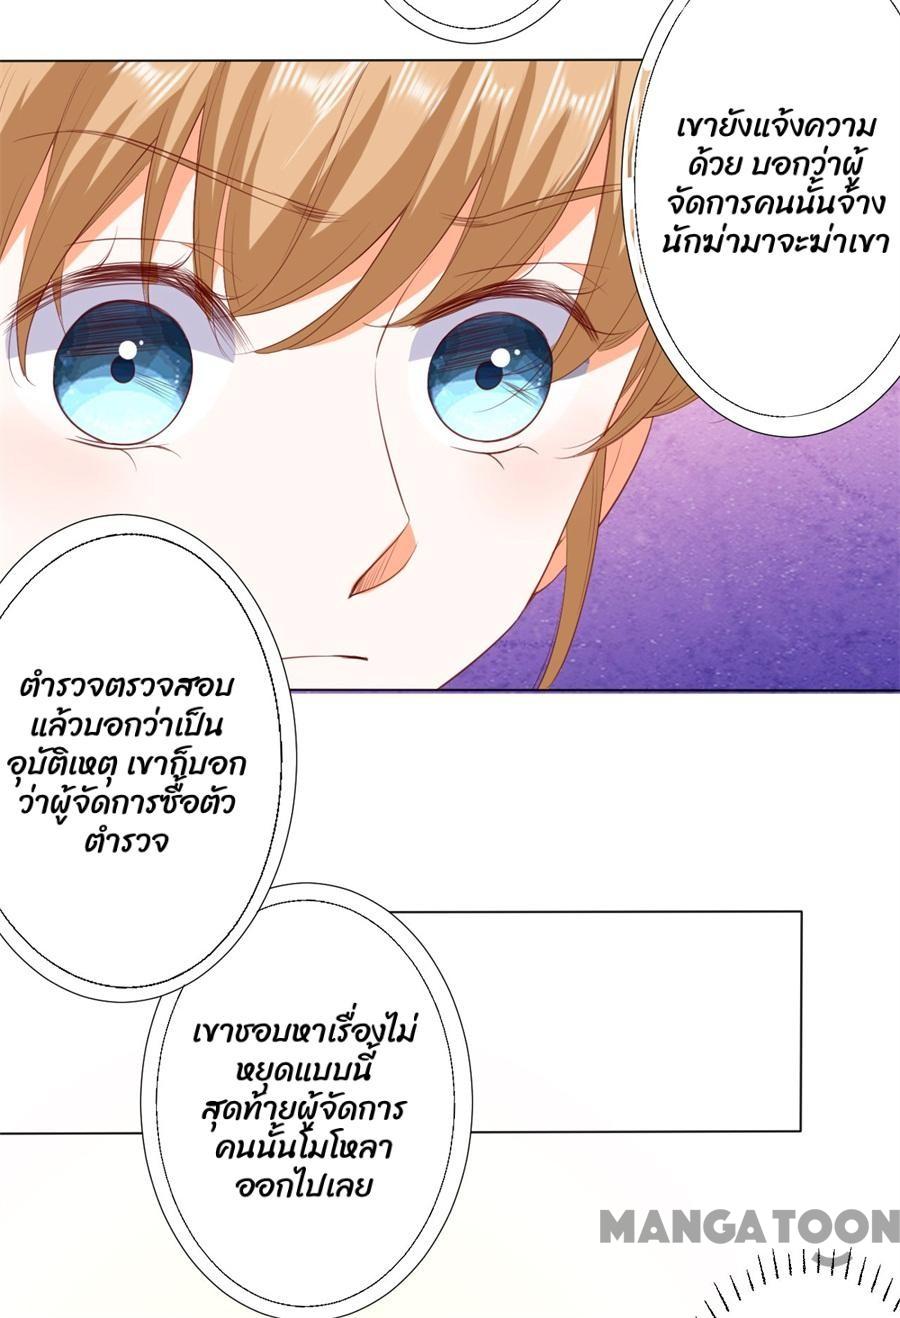 เขายังแจ้งความ
ด้วย บอกว่าผู้
จัดการคนนั้นจ้าง
นักฆ่ามาจะฆ่าเขา
ตำรวจตรวจสอบ
แล้วบอกว่าเป็น
อุบัติเหตุ เขาก็บอก
ว่าผู้จัดการซื้อตัว
ตำรวจ
เขาชอบหาเรื่องไม่
หยุดแบบนี้
สุดท้ายผู้จัดการ
คนนั้นโมโหลา
ออกไปเลย
MANGATOON